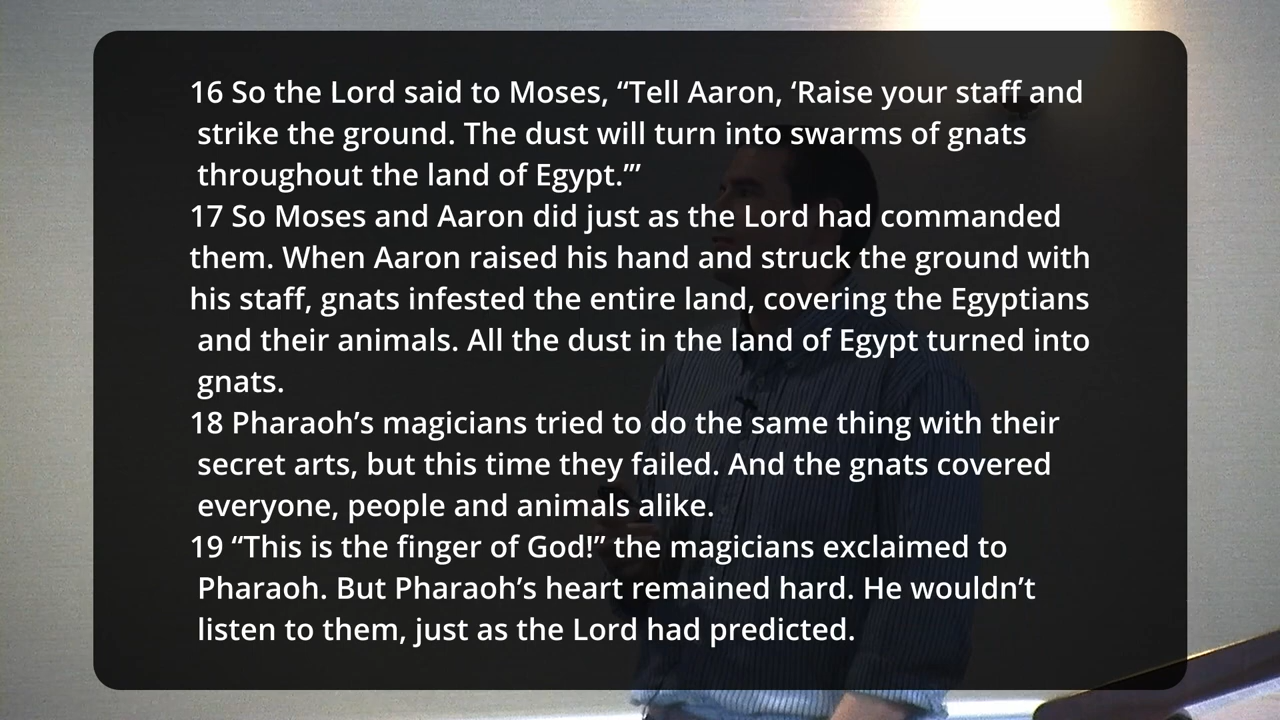 16 So the Lord said to Moses, “Tell Aaron, ‘Raise your staff and
strike the ground. The dust will turn into swarms of gnats
throughout the land of Egypt.’”
17 So Moses and Aaron did just as the Lord had commanded
them. When Aaron raised his hand and struck the ground with
his staff, gnats infested the entire land, covering the Egyptians
and their animals. All the dust in the land of Egypt turned into
gnats.
18 Pharaoh’s magicians tried to do the same thing with their
secret arts, but this time they failed. And the gnats covered
everyone, people and animals alike.
19 “This is the finger of God!” the magicians exclaimed to
Pharaoh. But Pharaoh’s heart remained hard. He wouldn’t
listen to them, just as the Lord had predicted.